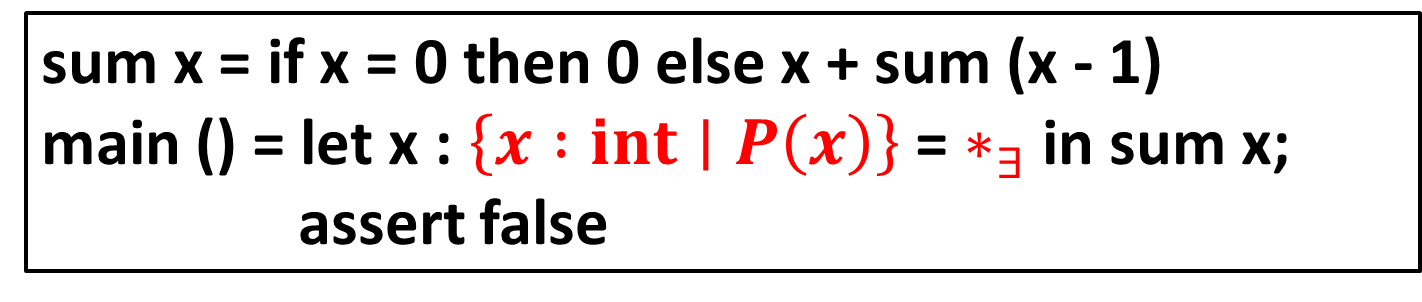 sum x = if x = 0 then 0 else x + sum (x - 1)
main () = let x : {x : int | P(x)} = *∃ in sum x;
assert false